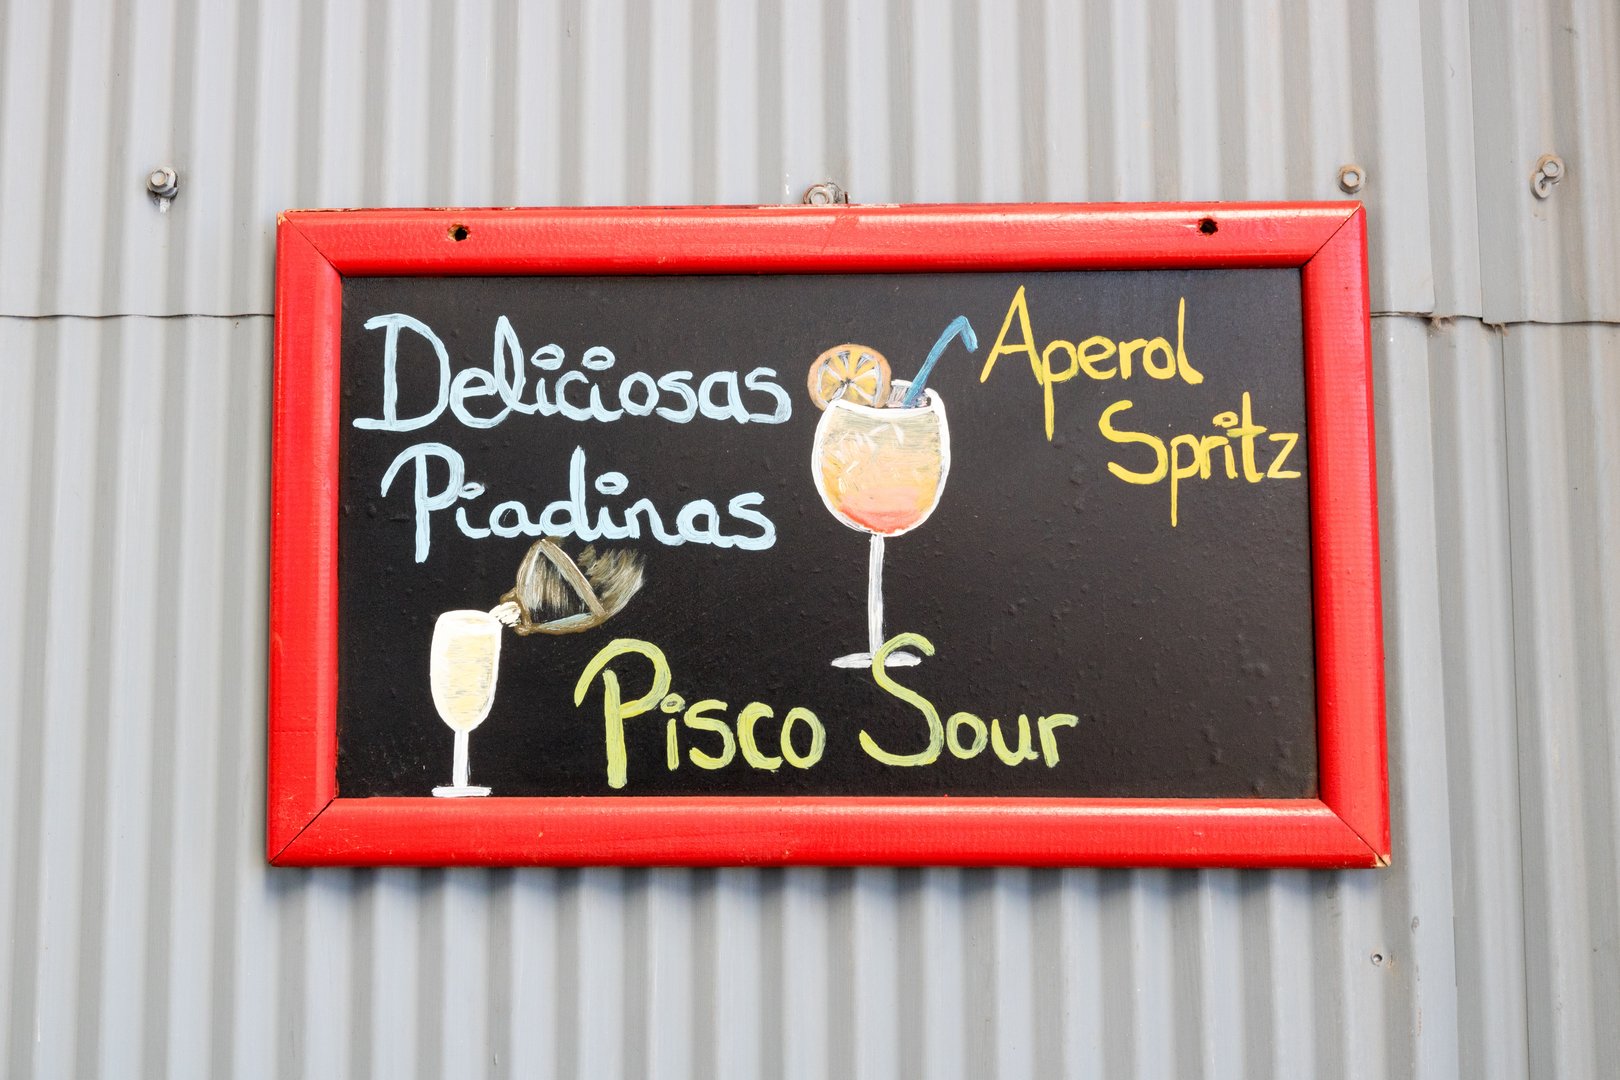 Deliciosas
Piadinas
Aperol
Spritz
Pisco Sour